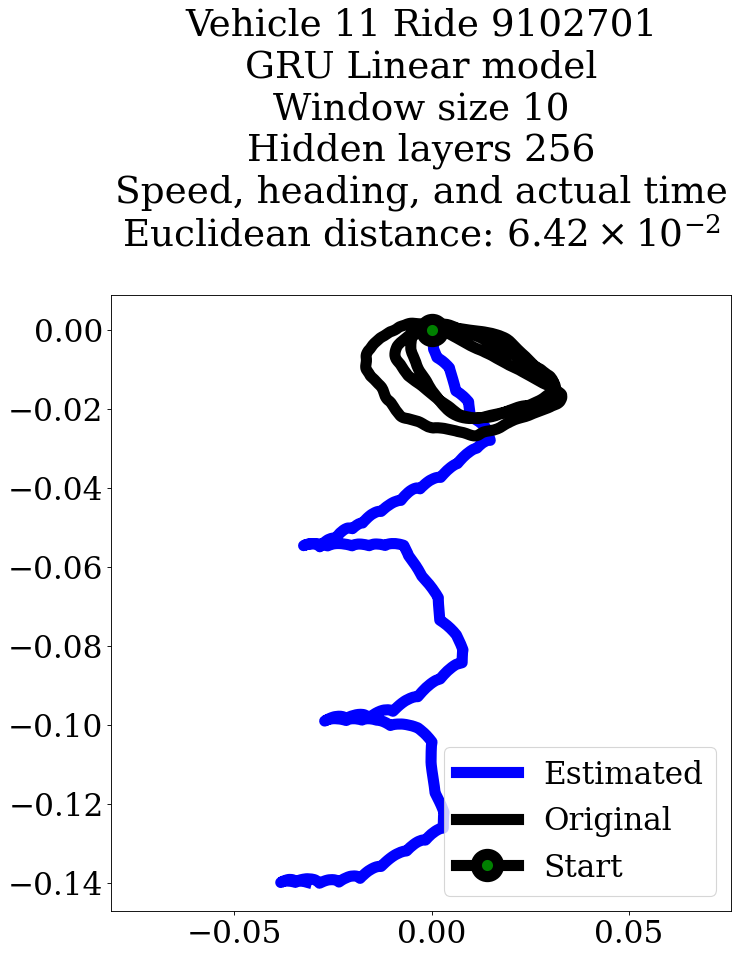 Vehicle 11 Ride 9102701
GRU Linear model
Window size 10
Hidden layers 256
Speed, heading, and actual time
Euclidean distance: 6.42 × 10⁻²
0.00
−0.02
−0.04
−0.06
−0.08
−0.10
−0.12
−0.14
Estimated
Original
Start
−0.05
0.00
0.05